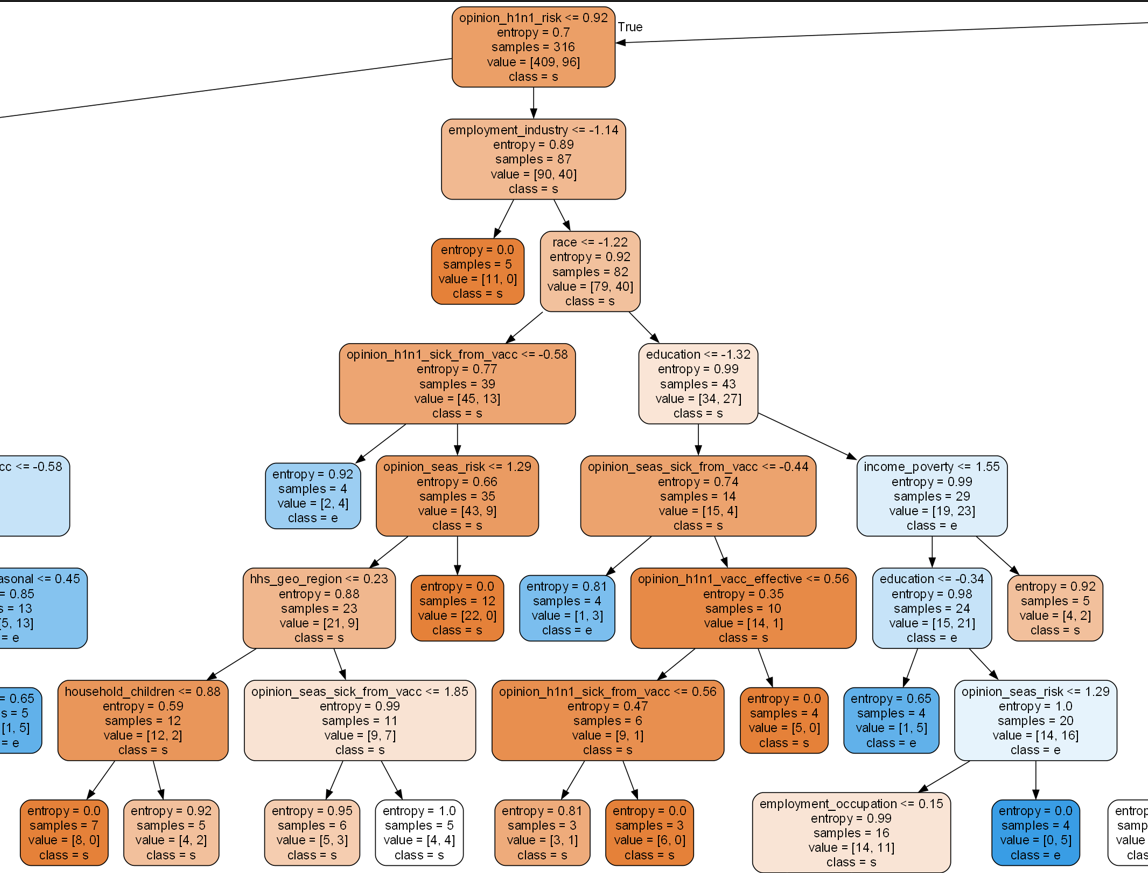 opinion_h1n1_risk <= 0.92
entropy = 0.7
samples = 316
value = [409, 96]
class = s
True
employment_industry <= -1.14
entropy = 0.89
samples = 87
value = [90, 40]
class = s
entropy = 0.0
samples = 5
value = [11, 0]
class = s
race <= -1.22
entropy = 0.92
samples = 82
value = [79, 40]
class = s
opinion_h1n1_sick_from_vacc <= -0.58
entropy = 0.77
samples = 39
value = [45, 13]
class = s
education <= -1.32
entropy = 0.99
samples = 43
value = [34, 27]
class = s
cc <= -0.58
entropy = 0.92
samples = 4
value = [2, 4]
class = e
opinion_seas_risk <= 1.29
entropy = 0.66
samples = 35
value = [43, 9]
class = s
opinion_seas_sick_from_vacc <= -0.44
entropy = 0.74
samples = 14
value = [15, 4]
class = s
income_poverty <= 1.55
entropy = 0.99
samples = 29
value = [19, 23]
class = e
asonal <= 0.45
= 0.85
s = 13
[5, 13]
= e
hhs_geo_region <= 0.23
entropy = 0.88
samples = 23
value = [21, 9]
class = s
entropy = 0.0
samples = 12
value = [22, 0]
class = s
entropy = 0.81
samples = 4
value = [1, 3]
class = e
opinion_h1n1_vacc_effective <= 0.56
entropy = 0.35
samples = 10
value = [14, 1]
class = s
education <= -0.34
entropy = 0.98
samples = 24
value = [15, 21]
class = e
entropy = 0.92
samples = 5
value = [4, 2]
class = s
= 0.65
s = 5
[1, 5]
= e
household_children <= 0.88
entropy = 0.59
samples = 12
value = [12, 2]
class = s
opinion_seas_sick_from_vacc <= 1.85
entropy = 0.99
samples = 11
value = [9, 7]
class = s
opinion_h1n1_sick_from_vacc <= 0.56
entropy = 0.47
samples = 6
value = [9, 1]
class = s
entropy = 0.0
samples = 4
value = [5, 0]
class = s
entropy = 0.65
samples = 4
value = [1, 5]
class = e
opinion_seas_risk <= 1.29
entropy = 1.0
samples = 20
value = [14, 16]
class = e
entropy = 0.0
samples = 7
value = [8, 0]
class = s
entropy = 0.92
samples = 5
value = [4, 2]
class = s
entropy = 0.95
samples = 6
value = [5, 3]
class = s
entropy = 1.0
samples = 5
value = [4, 4]
class = s
entropy = 0.81
samples = 3
value = [3, 1]
class = s
entropy = 0.0
samples = 3
value = [6, 0]
class = s
employment_occupation <= 0.15
entropy = 0.99
samples = 16
value = [14, 11]
class = s
entropy = 0.0
samples = 4
value = [0, 5]
class = e
entrop
samp
value
clas